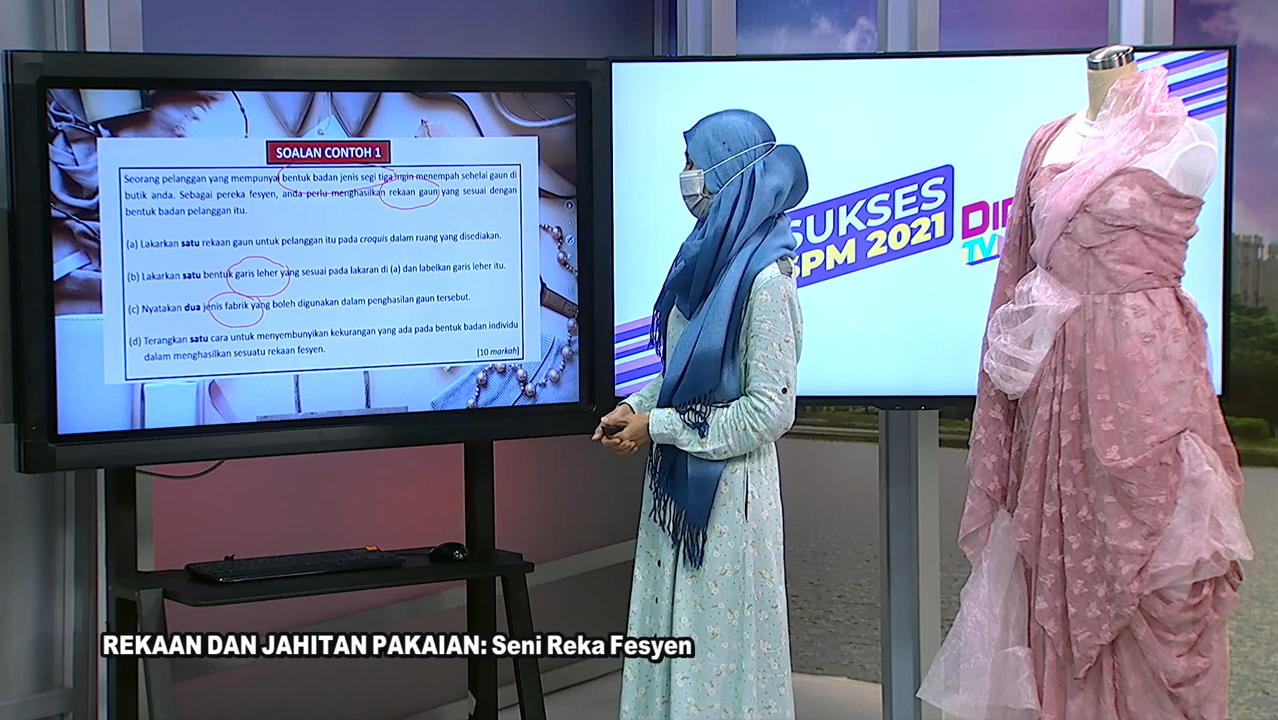 SOALAN CONTOH 1
Seorang pelanggan yang mempunyai bentuk badan jenis segi tiga ingin menempah sehelai gaun di
butik anda. Sebagai pereka fesyen, anda perlu menghasilkan rekaan gaun yang sesuai dengan
bentuk badan pelanggan itu.
(a) Lakarkan satu rekaan gaun untuk pelanggan itu pada croquis dalam ruang yang disediakan.
(b) Lakarkan satu bentuk garis leher yang sesuai pada lakaran di (a) dan labelkan garis leher itu.
(c) Nyatakan dua jenis fabrik yang boleh digunakan dalam penghasilan gaun tersebut.
(d) Terangkan satu cara untuk menyembunyikan kekurangan yang ada pada bentuk badan individu
dalam menghasilkan sesuatu rekaan fesyen.
[10 markah]
SUKSES
SPM 2021
TV
REKAAN DAN JAHITAN PAKAIAN: Seni Reka Fesyen